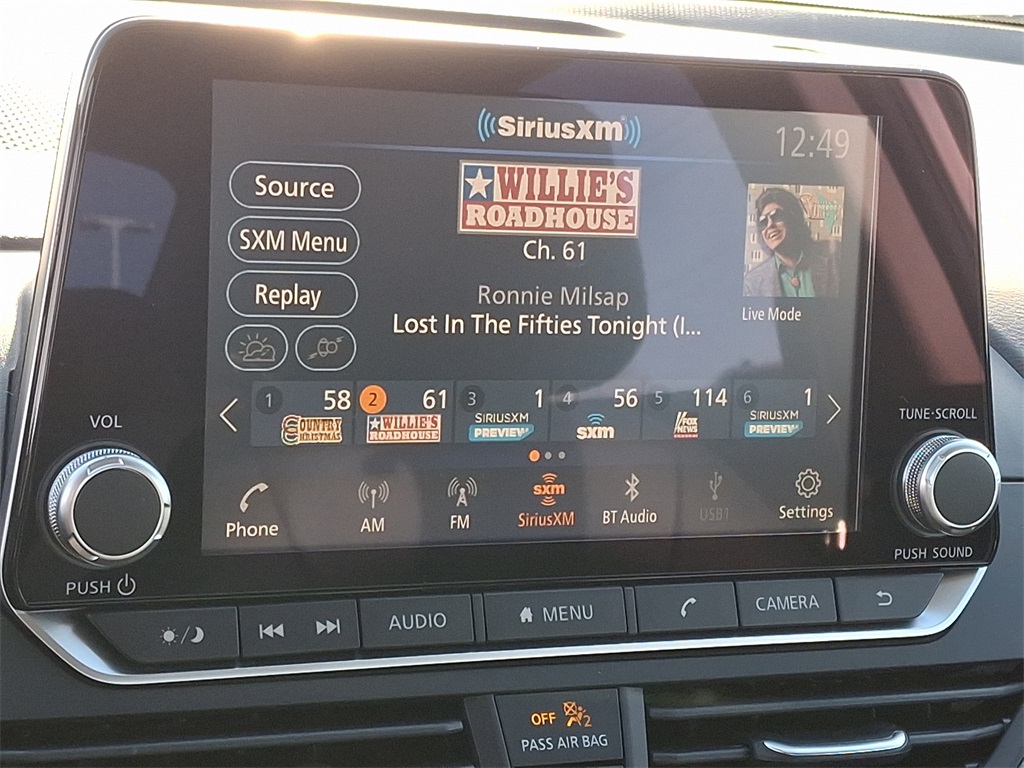 SiriusXM
12:49
Source
WILLIE'S
ROADHOUSE
SXM Menu
Ch. 61
Replay
Ronnie Milsap
Lost In The Fifties Tonight (I...
Live Mode
1 58
COUNTRY
CHRISTMAS
2 61
WILLIE'S
ROADHOUSE
3 1
SIRIUSXM
PREVIEW
4 56
sxm
5 114
FOX
NEWS
6 1
SIRIUSXM
PREVIEW
VOL
TUNE·SCROLL
Phone
AM
FM
sxm
SiriusXM
BT Audio
USB1
Settings
PUSH
PUSH SOUND
AUDIO
MENU
CAMERA
OFF 2
PASS AIR BAG